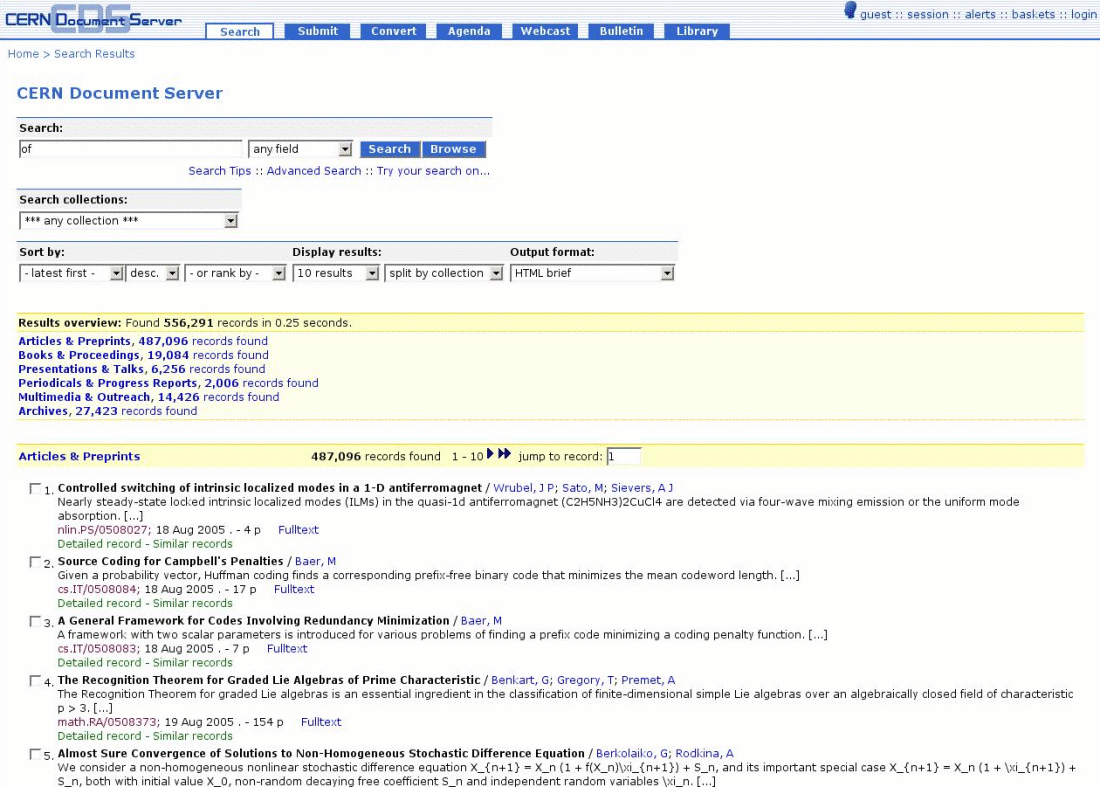 CERN Document Server
CDS
guest :: session :: alerts :: baskets :: login
Search Submit Convert Agenda Webcast Bulletin Library
Home > Search Results
CERN Document Server
Search:
of any field Search Browse
Search Tips :: Advanced Search :: Try your search on...
Search collections:
*** any collection ***
Sort by: Display results: Output format:
- latest first - desc. - or rank by - 10 results split by collection HTML brief
Results overview: Found 556,291 records in 0.25 seconds.
Articles & Preprints, 487,096 records found
Books & Proceedings, 19,084 records found
Presentations & Talks, 6,256 records found
Periodicals & Progress Reports, 2,006 records found
Multimedia & Outreach, 14,426 records found
Archives, 27,423 records found
Articles & Preprints 487,096 records found 1 - 10 jump to record: 1
1. Controlled switching of intrinsic localized modes in a 1-D antiferromagnet / Wrubel, J P; Sato, M; Sievers, A J
Nearly steady-state locked intrinsic localized modes (ILMs) in the quasi-1d antiferromagnet (C2H5NH3)2CuCl4 are detected via four-wave mixing emission or the uniform mode
absorption. [...]
nlin.PS/0508027; 18 Aug 2005 . - 4 p Fulltext
Detailed record - Similar records
2. Source Coding for Campbell's Penalties / Baer, M
Given a probability vector, Huffman coding finds a corresponding prefix-free binary code that minimizes the mean codeword length. [...]
cs.IT/0508084; 18 Aug 2005 . - 17 p Fulltext
Detailed record - Similar records
3. A General Framework for Codes Involving Redundancy Minimization / Baer, M
A framework with two scalar parameters is introduced for various problems of finding a prefix code minimizing a coding penalty function. [...]
cs.IT/0508083; 18 Aug 2005 . - 7 p Fulltext
Detailed record - Similar records
4. The Recognition Theorem for Graded Lie Algebras of Prime Characteristic / Benkart, G; Gregory, T; Premet, A
The Recognition Theorem for graded Lie algebras is an essential ingredient in the classification of finite-dimensional simple Lie algebras over an algebraically closed field of characteristic
p > 3. [...]
math.RA/0508373; 19 Aug 2005 . - 154 p Fulltext
Detailed record - Similar records
5. Almost Sure Convergence of Solutions to Non-Homogeneous Stochastic Difference Equation / Berkolaiko, G; Rodkina, A
We consider a non-homogeneous nonlinear stochastic difference equation X_{n+1} = X_n (1 + f(X_n)\xi_{n+1}) + S_n, and its important special case X_{n+1} = X_n (1 + \xi_{n+1}) +
S_n, both with initial value X_0, non-random decaying free coefficient S_n and independent random variables \xi_n. [...]